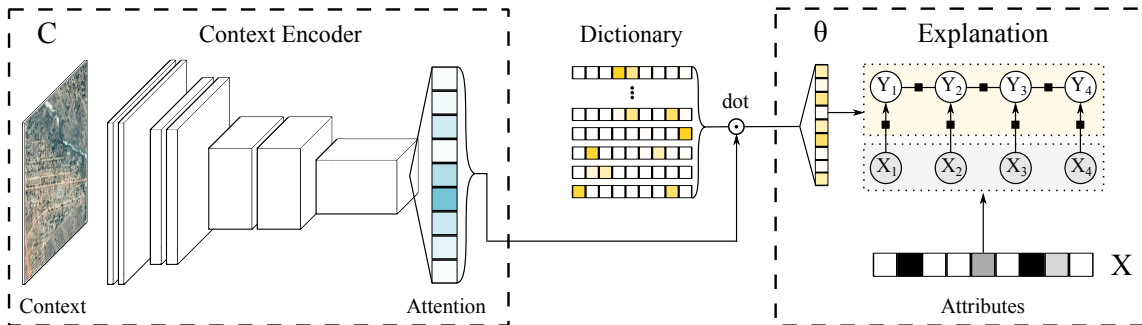 C
Context Encoder
Context
Attention
Dictionary
dot
θ
Explanation
Y1 Y2 Y3 Y4
X1 X2 X3 X4
X
Attributes